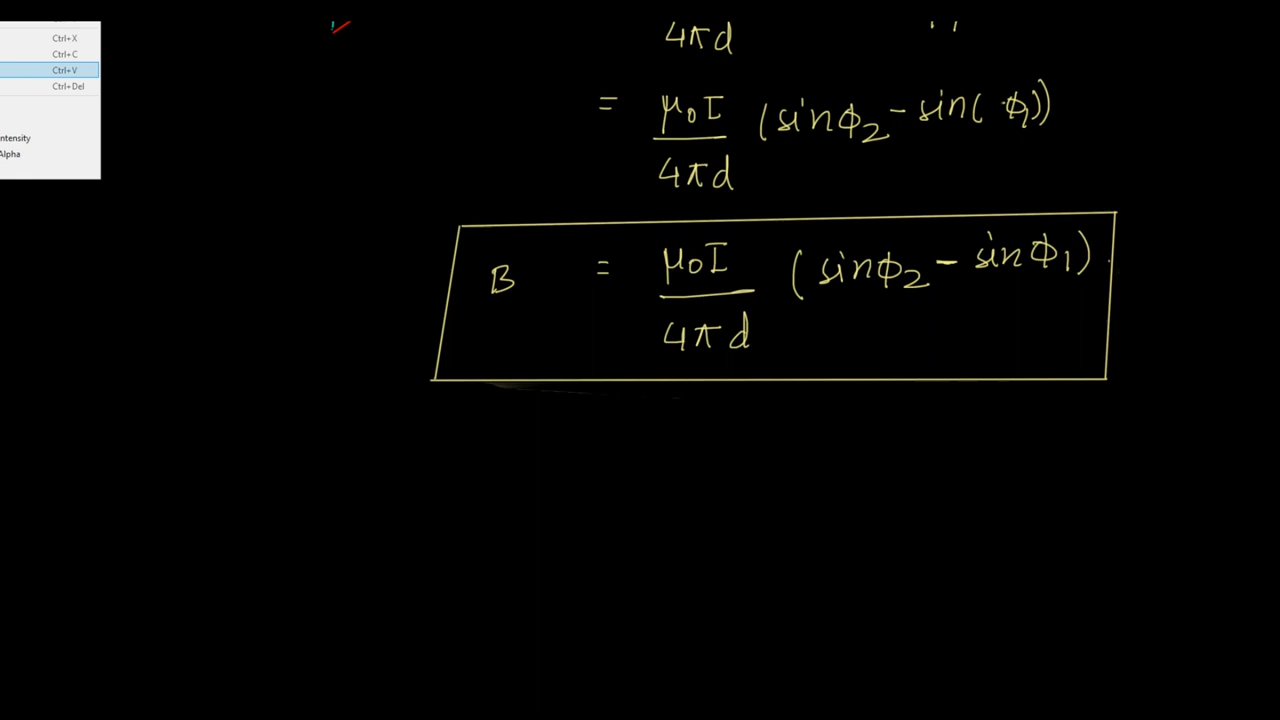 Ctrl+X
Ctrl+C
Ctrl+V
Ctrl+Del
ntensity
Alpha
4πd
= μ₀I (sinϕ₂ - sin( ϕ₁))
4πd
B = μ₀I (sinϕ₂ - sinϕ₁)
4πd